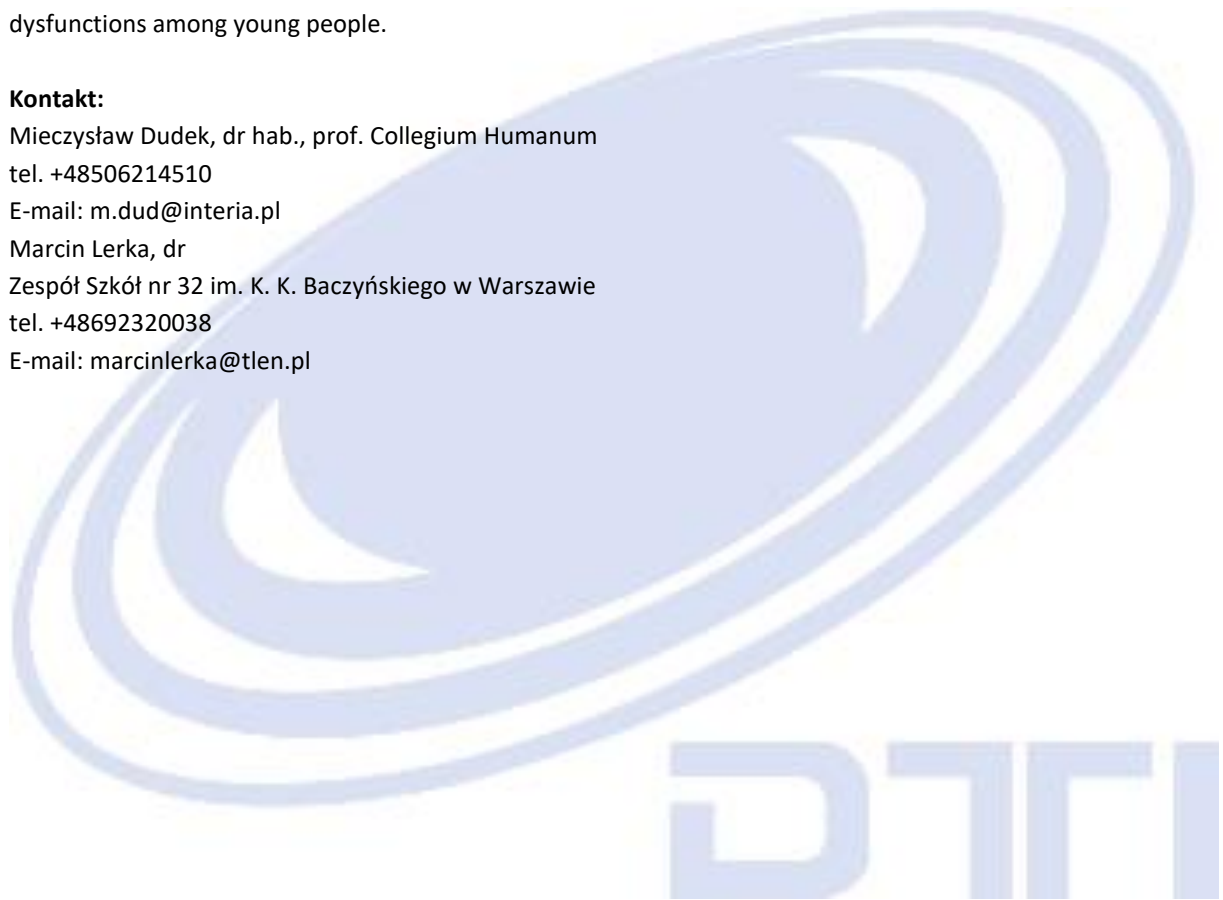 dysfunctions among young people.
Kontakt:
Mieczysław Dudek, dr hab., prof. Collegium Humanum
tel. +48506214510
E-mail: m.dud@interia.pl
Marcin Lerka, dr
Zespół Szkół nr 32 im. K. K. Baczyńskiego w Warszawie
tel. +48692320038
E-mail: marcinlerka@tlen.pl